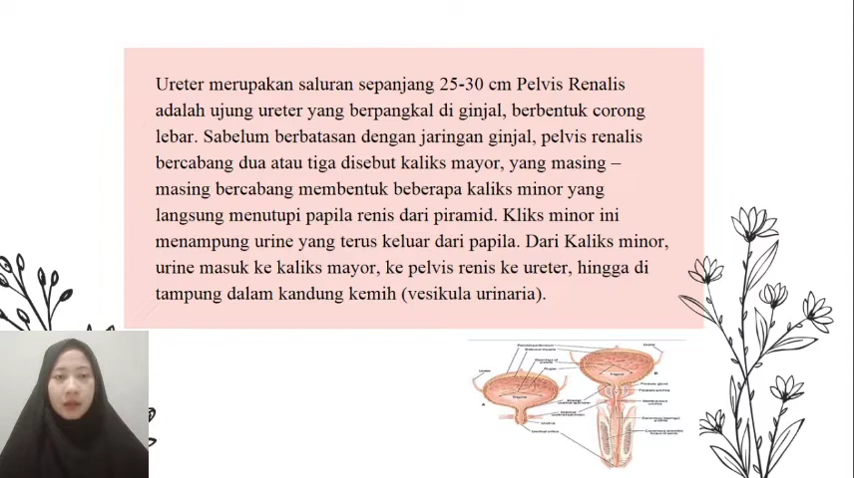 Ureter merupakan saluran sepanjang 25-30 cm Pelvis Renalis
adalah ujung ureter yang berpangkal di ginjal, berbentuk corong
lebar. Sabelum berbatasan dengan jaringan ginjal, pelvis renalis
bercabang dua atau tiga disebut kaliks mayor, yang masing –
masing bercabang membentuk beberapa kaliks minor yang
langsung menutupi papila renis dari piramid. Kliks minor ini
menampung urine yang terus keluar dari papila. Dari Kaliks minor,
urine masuk ke kaliks mayor, ke pelvis renis ke ureter, hingga di
tampung dalam kandung kemih (vesikula urinaria).